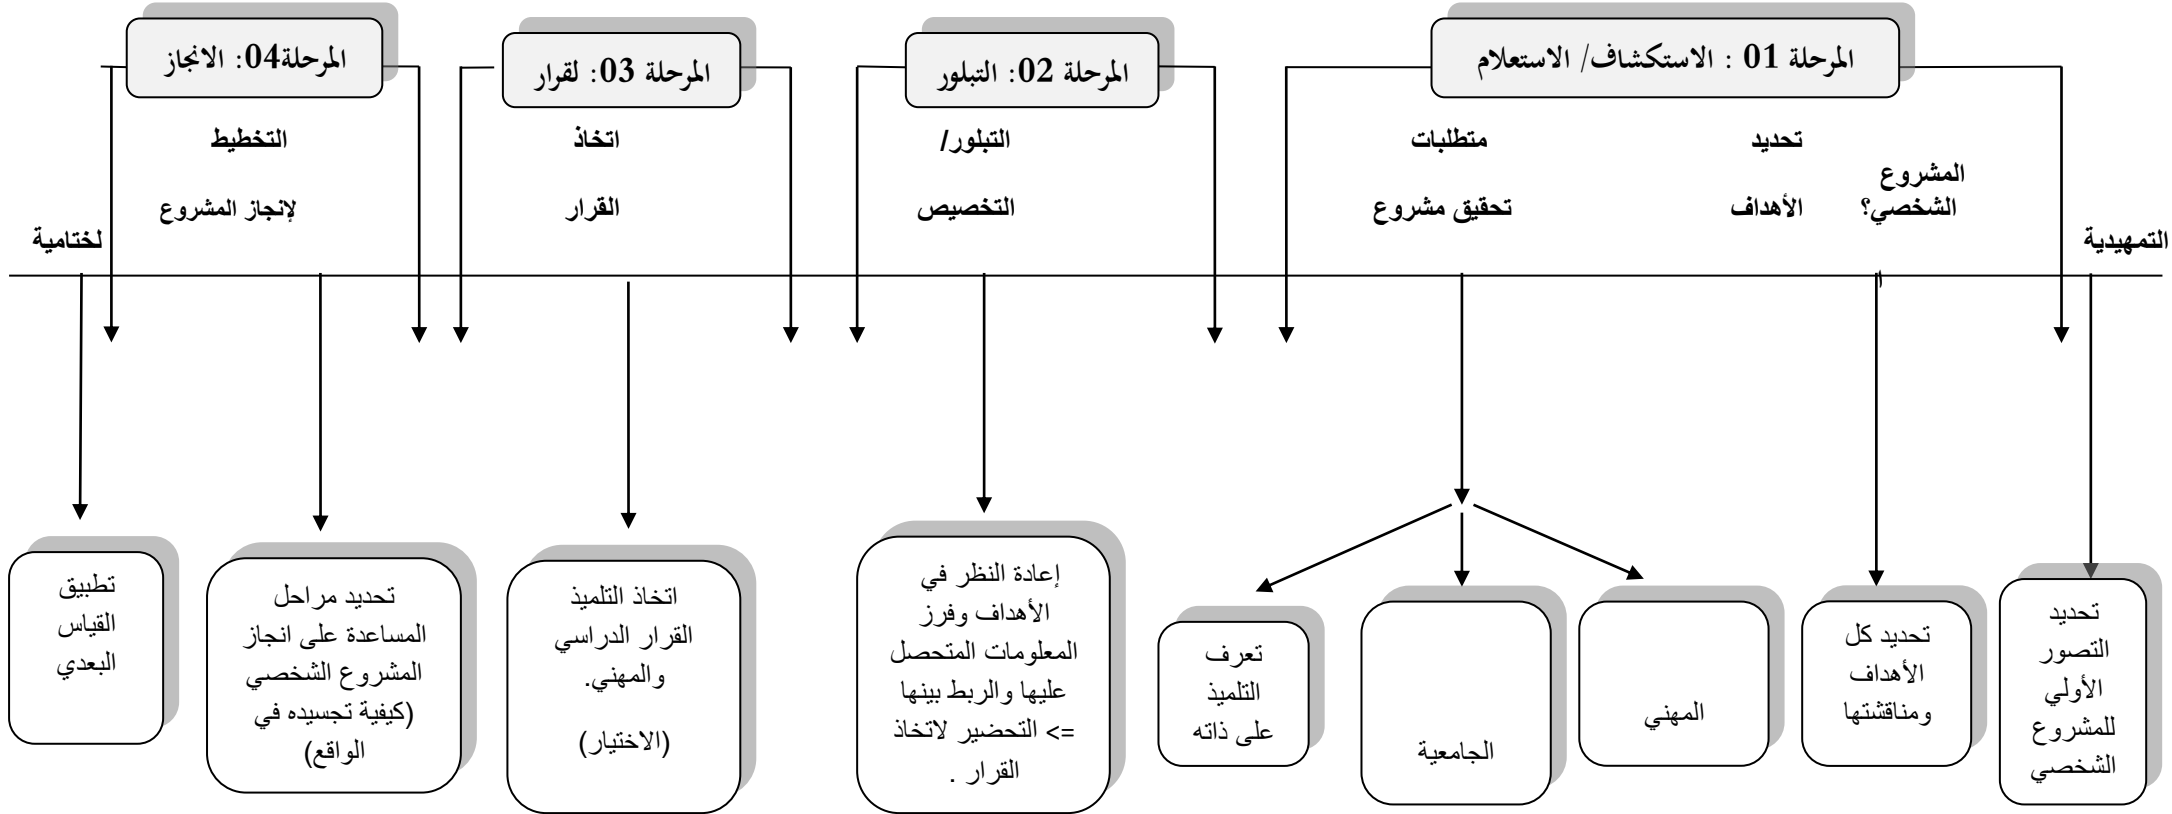 المرحلة 01 : الاستكشاف/ الاستعلام
المرحلة 02: التبلور
المرحلة 03: لقرار
المرحلة04: الانجاز
التمهيدية
المشروع
الشخصي؟
تحديد
الأهداف
متطلبات
تحقيق مشروع
التبلور/
التخصيص
اتخاذ
القرار
التخطيط
لإنجاز المشروع
لختامية
تحديد
التصور
الأولي
للمشروع
الشخصي
تحديد كل
الأهداف
ومناقشتها
المهني
الجامعية
تعرف
التلميذ
على ذاته
إعادة النظر في
الأهداف وفرز
المعلومات المتحصل
عليها والربط بينها
=> التحضير لاتخاذ
القرار .
اتخاذ التلميذ
القرار الدراسي
والمهني.
(الاختيار)
تحديد مراحل
المساعدة على انجاز
المشروع الشخصي
(كيفية تجسيده في
الواقع)
تطبيق
القياس
البعدي